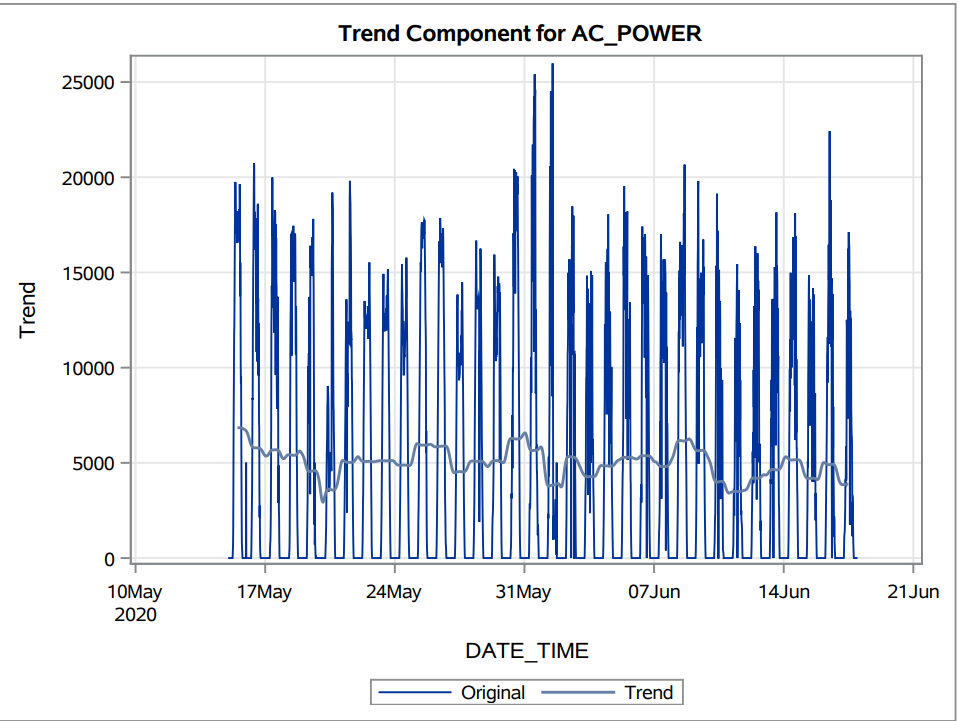 Trend Component for AC_POWER
25000
20000
15000
10000
5000
0
Trend
10May 17May 24May 31May 07Jun 14Jun 21Jun
2020
DATE_TIME
Original Trend